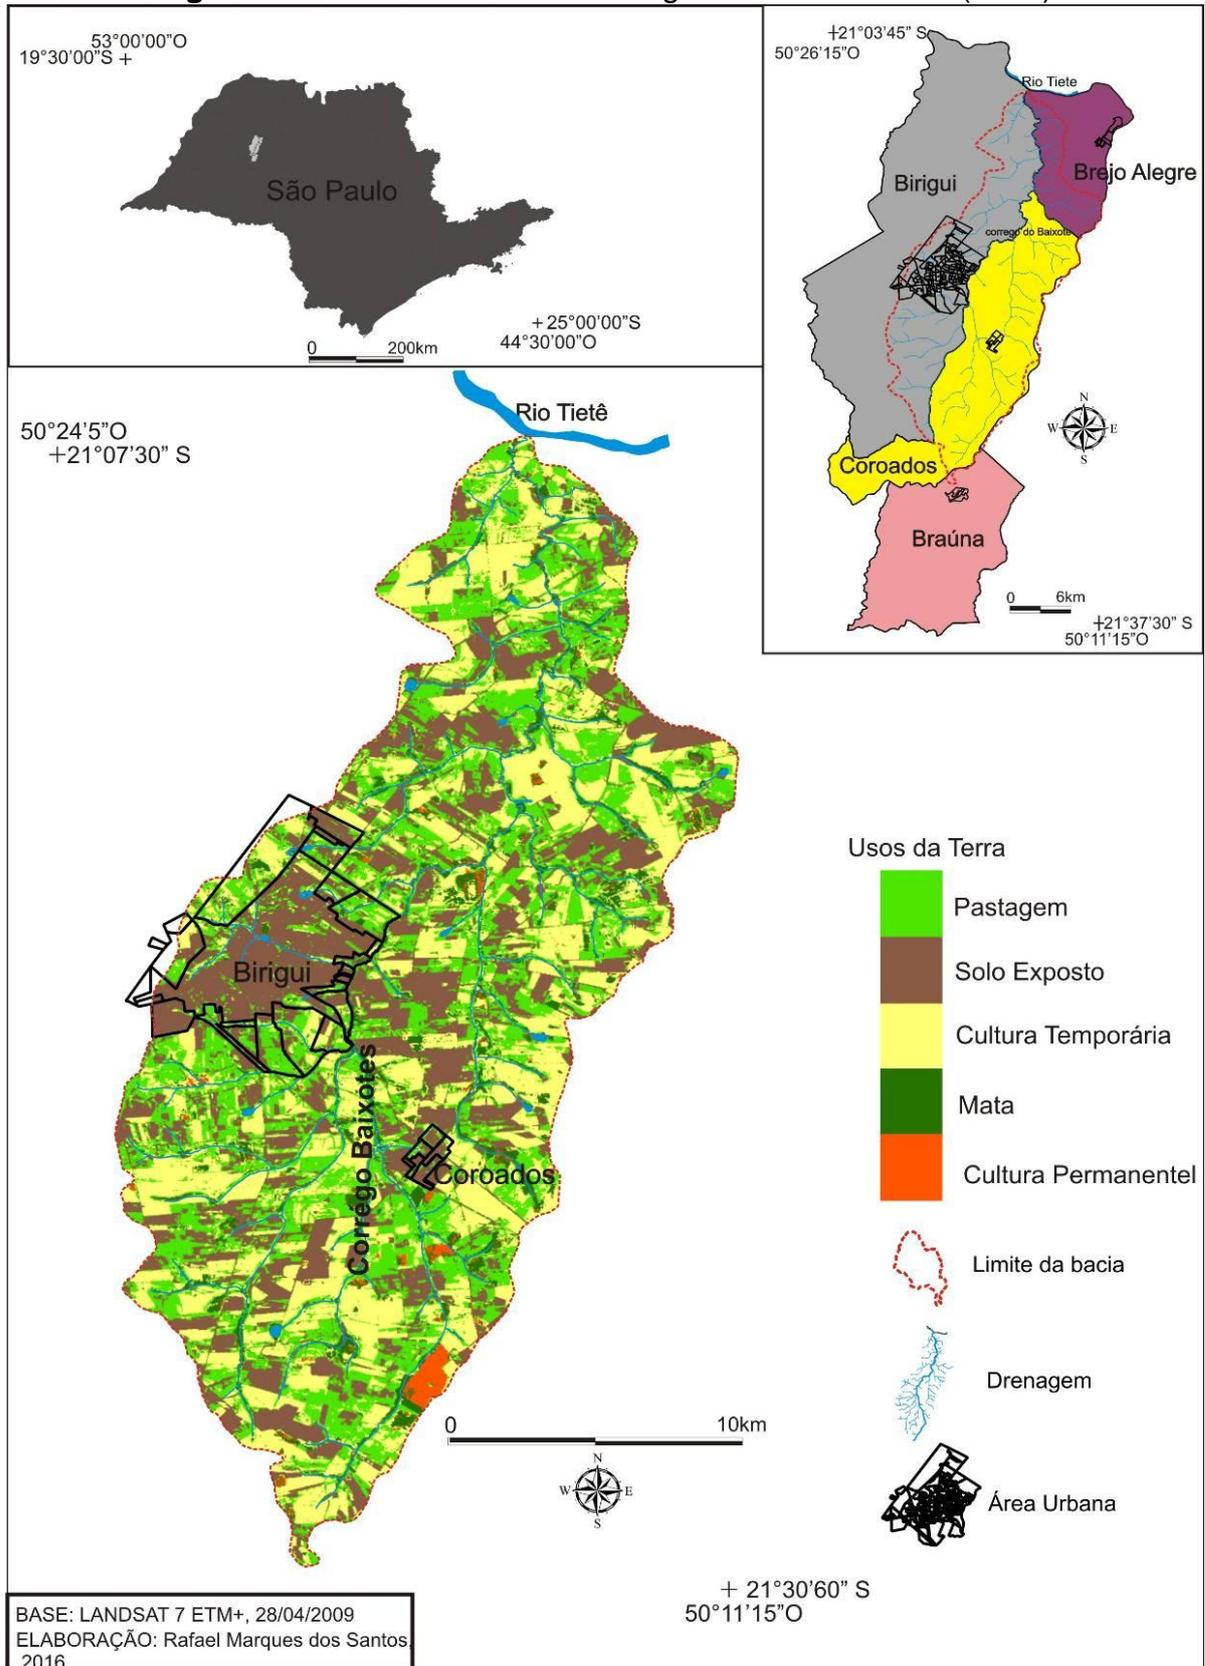 53°00'00"O
19°30'00"S +
São Paulo
+ 25°00'00"S
44°30'00"O
0 200km
+21°03'45" S
50°26'15"O
Rio Tiete
Birigui
Brejo Alegre
corrego do Baixote
N
W E
S
Coroados
Braúna
0 6km
+21°37'30" S
50°11'15"O
Rio Tietê
50°24'5"O
+21°07'30" S
Birigui
Corrégo Baixotes
Coroados
Usos da Terra
Pastagem
Solo Exposto
Cultura Temporária
Mata
Cultura Permanentel
Limite da bacia
Drenagem
Área Urbana
0 10km
N
W E
S
+ 21°30'60" S
50°11'15"O
BASE: LANDSAT 7 ETM+, 28/04/2009
ELABORAÇÃO: Rafael Marques dos Santos,
2016